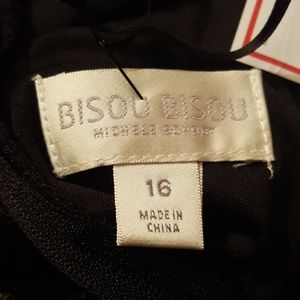 BISOU BISOU
MICHELE BOHBOT
16
MADE IN
CHINA